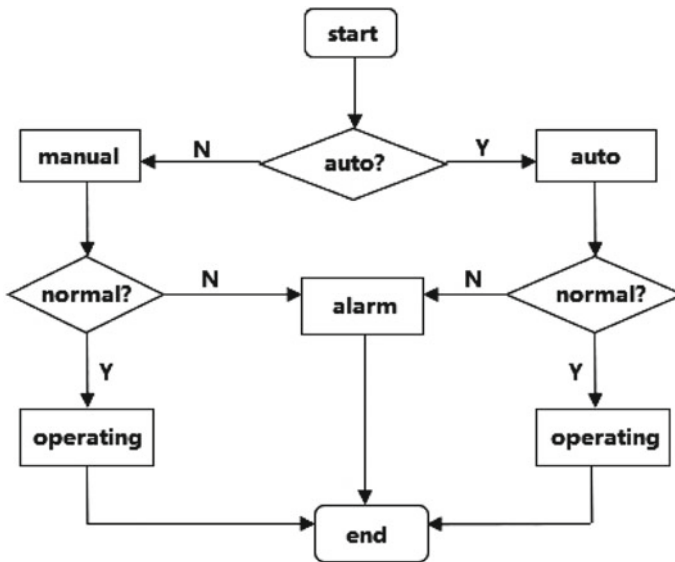 start
manual
N
auto?
Y
auto
normal?
N
alarm
N
normal?
Y
Y
operating
operating
end